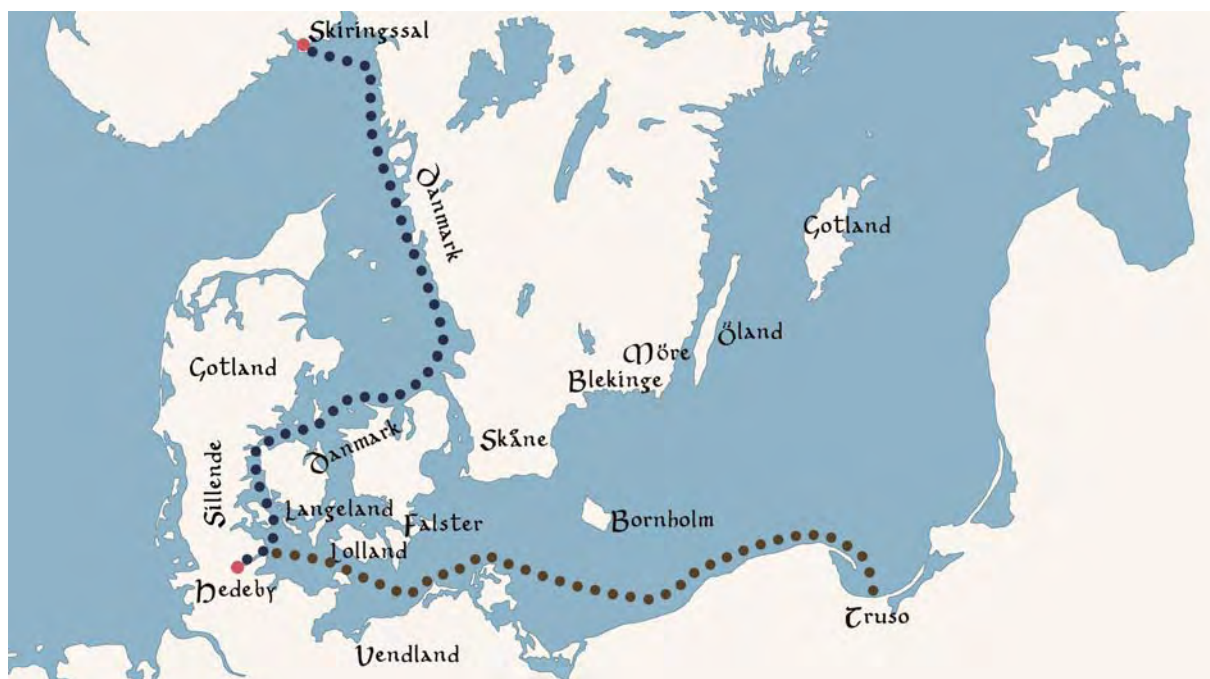 Skiringssal
Danmark
Gotland
Gotland
Öland
Möre
Blekinge
Skåne
Danmark
Sillende
Langeland
Falster
Bornholm
Lolland
Hedeby
Truso
Vendland